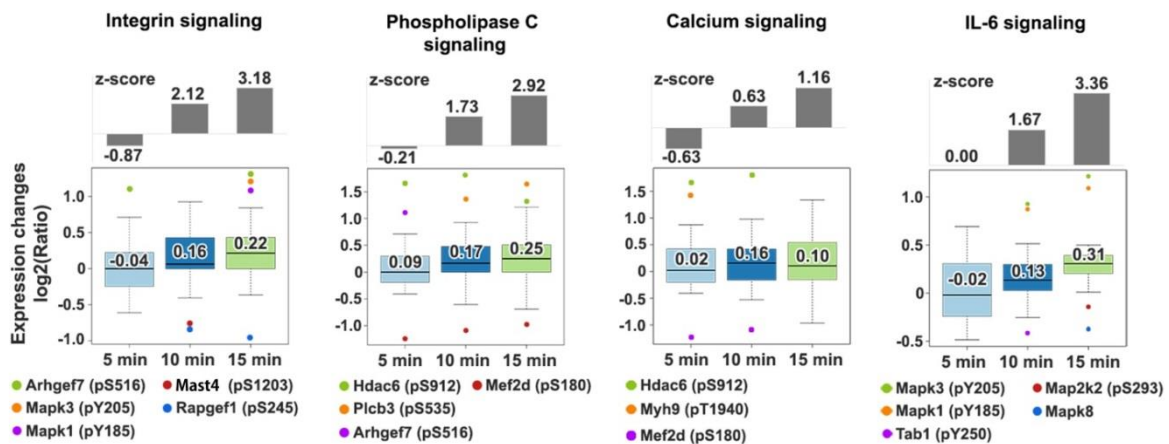 Integrin signaling
z-score
-0.87
2.12
3.18
Expression changes
log2(Ratio)
1.0
0.5
0
-0.5
-1.0
-0.04
0.16
0.22
5 min 10 min 15 min
Arhgef7 (pS516)
Mast4 (pS1203)
Mapk3 (pY205)
Rapgef1 (pS245)
Mapk1 (pY185)
Phospholipase C
signaling
z-score
-0.21
1.73
2.92
1.5
1.0
0.5
0
-0.5
-1.0
0.09
0.17
0.25
5 min 10 min 15 min
Hdac6 (pS912)
Mef2d (pS180)
Plcb3 (pS535)
Arhgef7 (pS516)
Calcium signaling
z-score
-0.63
0.63
1.16
1.5
1.0
0.5
0
-0.5
-1.0
0.02
0.16
0.10
5 min 10 min 15 min
Hdac6 (pS912)
Myh9 (pT1940)
Mef2d (pS180)
IL-6 signaling
z-score
0.00
1.67
3.36
1.0
0.5
0
-0.5
-0.02
0.13
0.31
5 min 10 min 15 min
Mapk3 (pY205)
Map2k2 (pS293)
Mapk1 (pY185)
Mapk8
Tab1 (pY250)